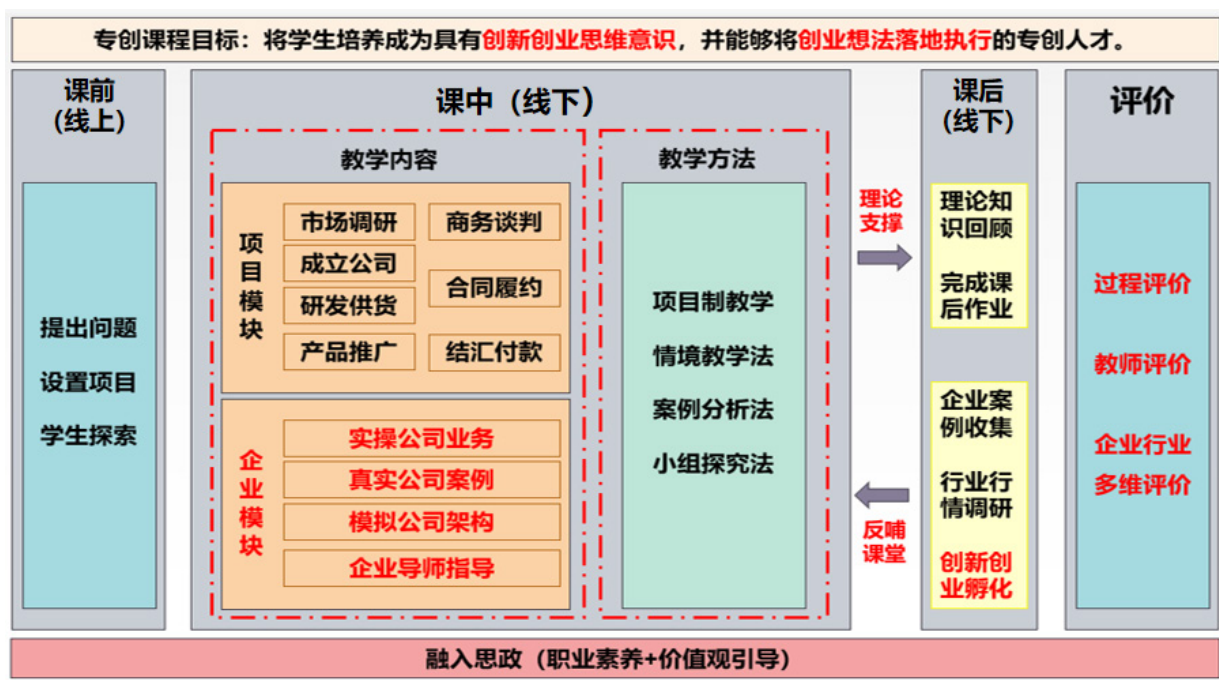 专创课程目标：将学生培养成为具有创新创业思维意识，并能够将创业想法落地执行的专创人才。
课前
(线上)
提出问题
设置项目
学生探索
课中（线下）
教学内容
项目模块
市场调研
商务谈判
成立公司
合同履约
研发供货
产品推广
结汇付款
企业模块
实操公司业务
真实公司案例
模拟公司架构
企业导师指导
教学方法
项目制教学
情境教学法
案例分析法
小组探究法
理论
支撑
反哺
课堂
课后
(线下)
理论知
识回顾
完成课
后作业
企业案
例收集
行业行
情调研
创新创
业孵化
评价
过程评价
教师评价
企业行业
多维评价
融入思政（职业素养+价值观引导）